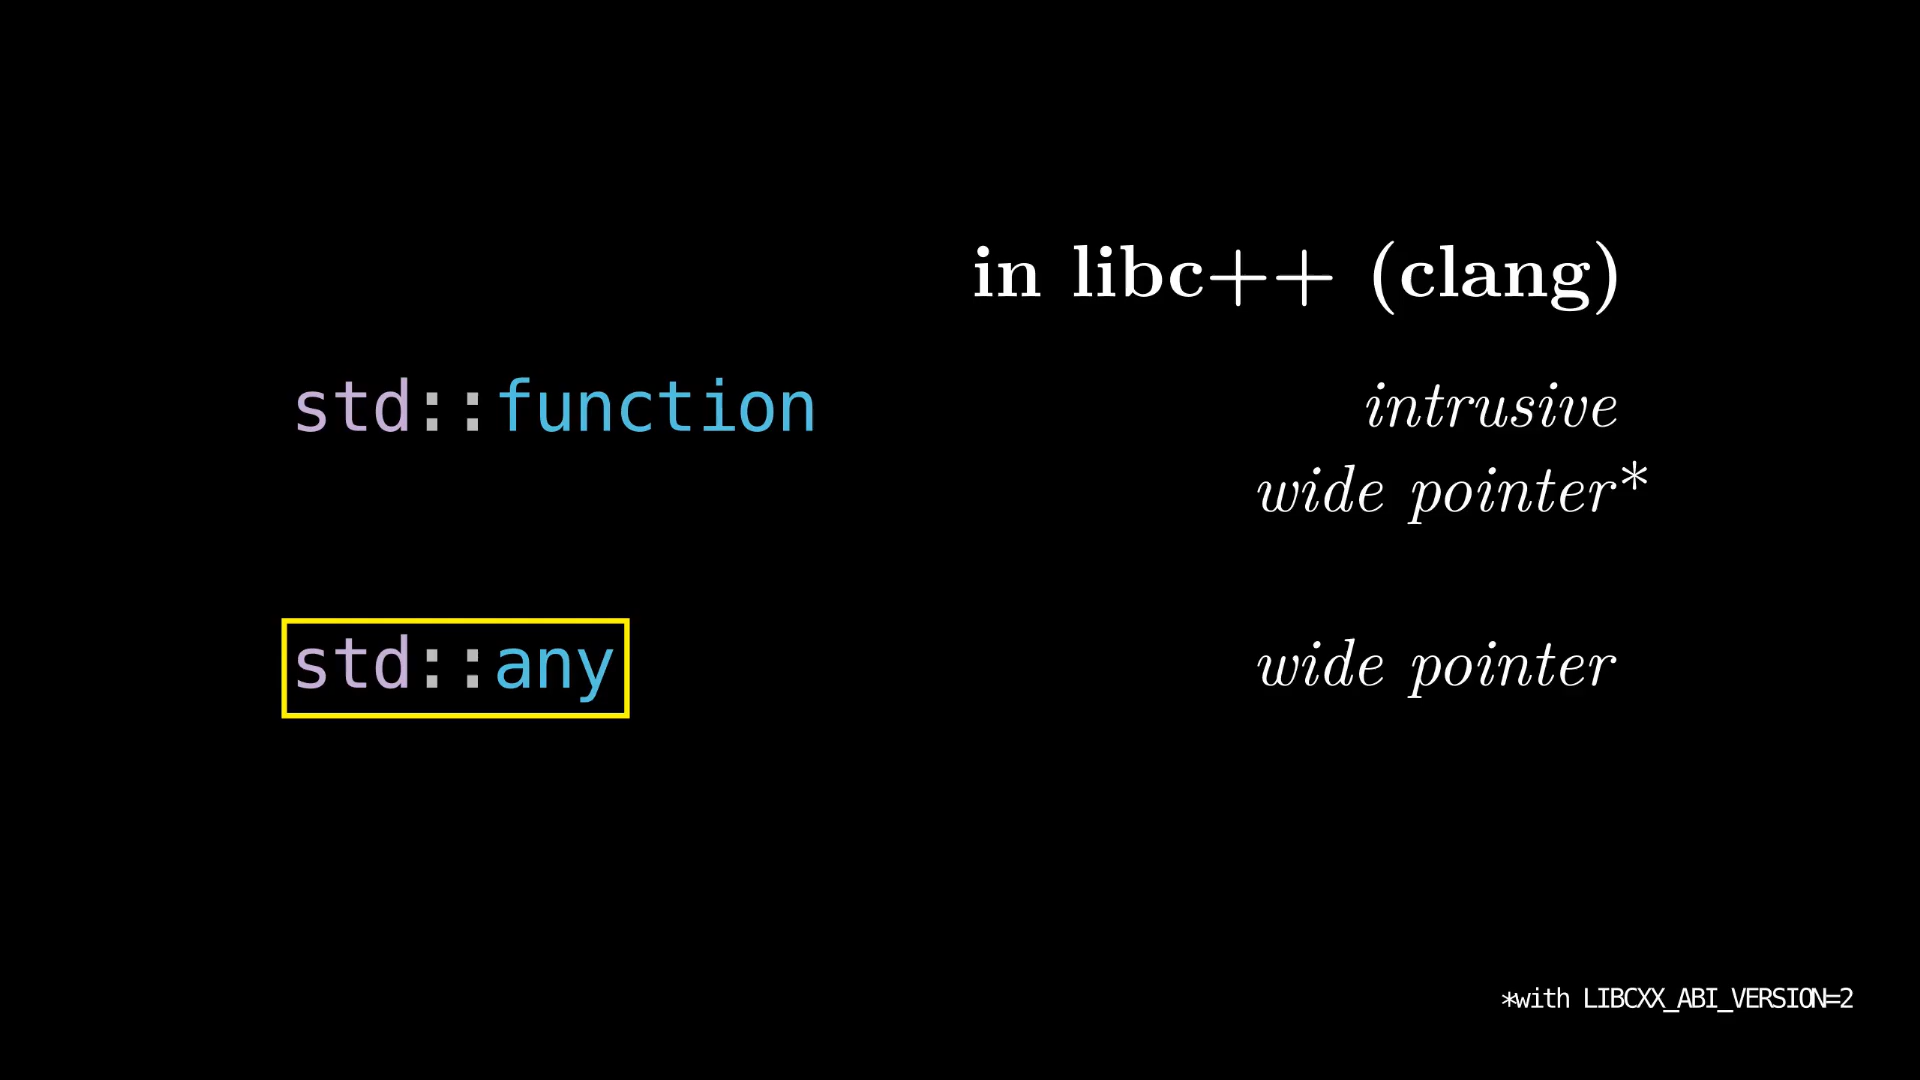 in libc++ (clang)
std::function intrusive
wide pointer*
std::any wide pointer
*with LIBCXX_ABI_VERSION=2